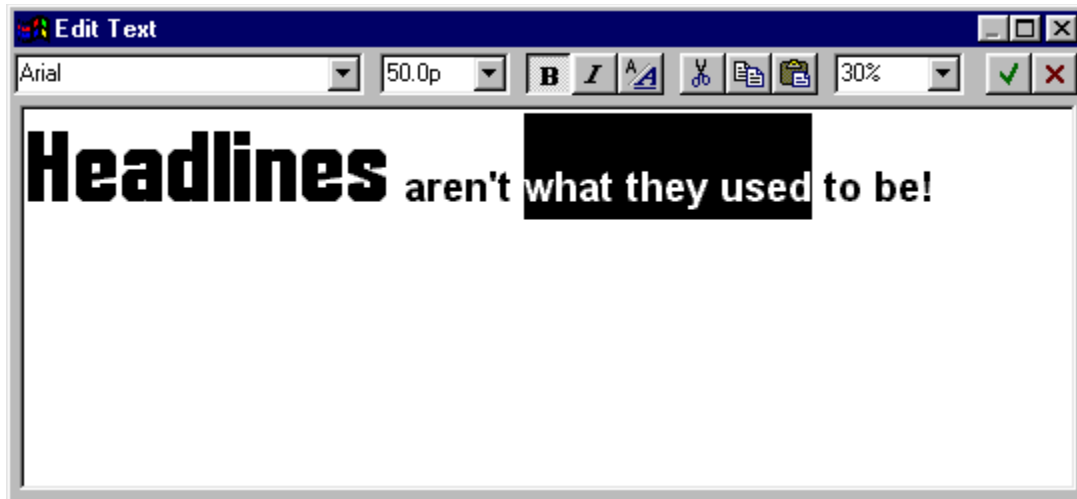 Edit Text
Arial 50.0p B I A A 30%
Headlines aren't what they used to be!